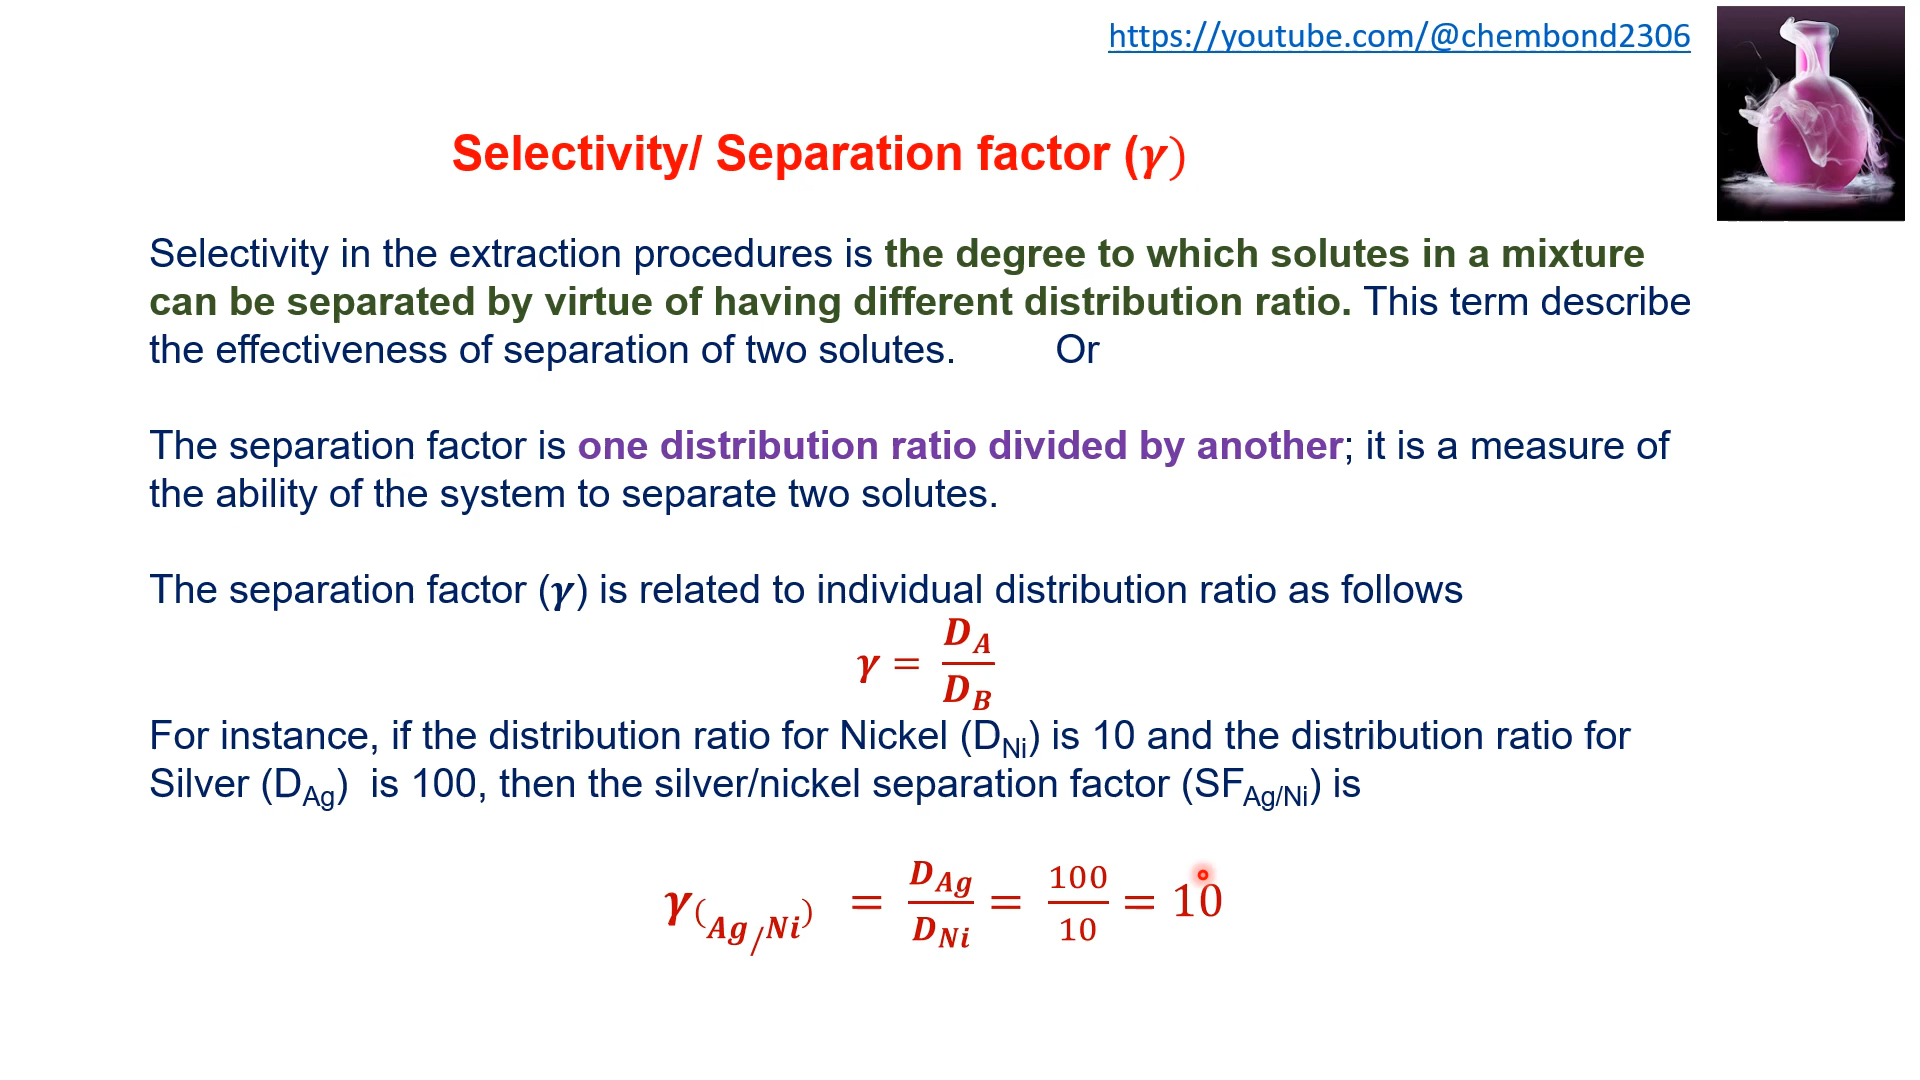 https://youtube.com/@chembond2306
Selectivity/ Separation factor (γ)
Selectivity in the extraction procedures is the degree to which solutes in a mixture
can be separated by virtue of having different distribution ratio. This term describe
the effectiveness of separation of two solutes. Or
The separation factor is one distribution ratio divided by another; it is a measure of
the ability of the system to separate two solutes.
The separation factor (γ) is related to individual distribution ratio as follows
γ = D_A / D_B
For instance, if the distribution ratio for Nickel (D_Ni) is 10 and the distribution ratio for
Silver (D_Ag) is 100, then the silver/nickel separation factor (SF_Ag/Ni) is
γ_(Ag/Ni) = D_Ag / D_Ni = 100 / 10 = 10